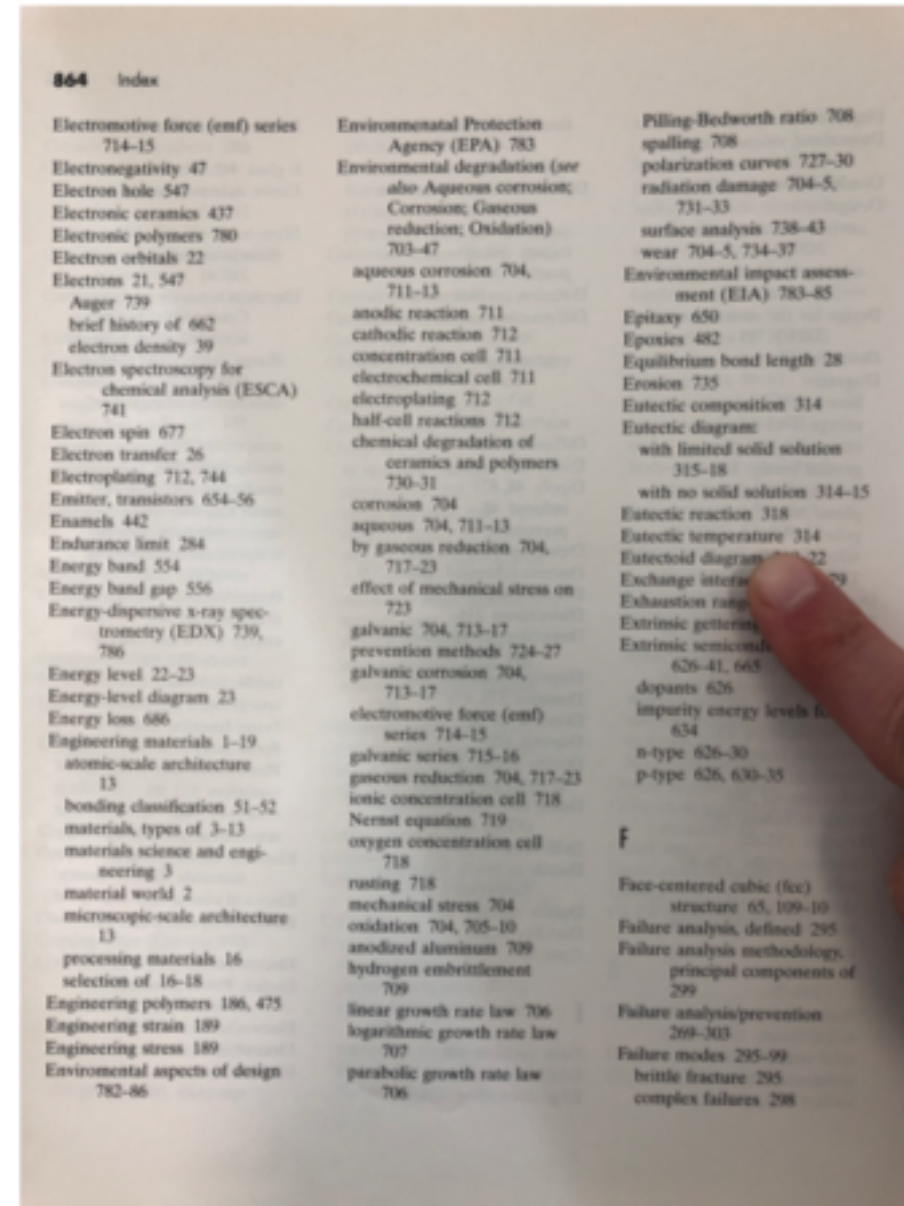 864 Index
Electromotive force (emf) series
714–15
Electronegativity 47
Electron hole 547
Electronic ceramics 437
Electronic polymers 780
Electron orbitals 22
Electrons 21, 547
Auger 739
brief history of 662
electron density 39
Electron spectroscopy for
chemical analysis (ESCA)
741
Electron spin 677
Electron transfer 26
Electroplating 712, 744
Emitter, transistors 654–56
Enamels 442
Endurance limit 284
Energy band 554
Energy band gap 556
Energy-dispersive x-ray spec-
trometry (EDX) 739,
786
Energy level 22–23
Energy-level diagram 23
Energy loss 686
Engineering materials 1–19
atomic-scale architecture
13
bonding classification 51–52
materials, types of 3–13
materials science and engi-
neering 3
material world 2
microscopic-scale architecture
13
processing materials 16
selection of 16–18
Engineering polymers 186, 475
Engineering strain 189
Engineering stress 189
Enviromental aspects of design
782–86
Environmenatal Protection
Agency (EPA) 783
Environmental degradation (see
also Aqueous corrosion;
Corrosion; Gaseous
reduction; Oxidation)
703–47
aqueous corrosion 704,
711–13
anodic reaction 711
cathodic reaction 712
concentration cell 711
electrochemical cell 711
electroplating 712
half-cell reactions 712
chemical degradation of
ceramics and polymers
730–31
corrosion 704
aqueous 704, 711–13
by gaseous reduction 704,
717–23
effect of mechanical stress on
723
galvanic 704, 713–17
prevention methods 724–27
galvanic corrosion 704,
713–17
electromotive force (emf)
series 714–15
galvanic series 715–16
gaseous reduction 704, 717–23
ionic concentration cell 718
Nernst equation 719
oxygen concentration cell
718
rusting 718
mechanical stress 704
oxidation 704, 705–10
anodized aluminum 709
hydrogen embrittlement
709
linear growth rate law 706
logarithmic growth rate law
707
parabolic growth rate law
706
Pilling-Bedworth ratio 708
spalling 708
polarization curves 727–30
radiation damage 704–5,
731–33
surface analysis 738–43
wear 704–5, 734–37
Environmental impact assess-
ment (EIA) 783–85
Epitaxy 650
Epoxies 482
Equilibrium bond length 28
Erosion 735
Eutectic composition 314
Eutectic diagram:
with limited solid solution
315–18
with no solid solution 314–15
Eutectic reaction 318
Eutectic temperature 314
Eutectoid diagram
Exchange
Exhaustion
Extrinsic
Extrinsic
626–41, 665
dopants 626
impurity energy levels
634
n-type 626–30
p-type 626, 630–35
F
Face-centered cubic (fcc)
structure 65, 109–10
Failure analysis, defined 295
Failure analysis methodology,
principal components of
299
Failure analysis/prevention
269–303
Failure modes 295–99
brittle fracture 295
complex failures 298